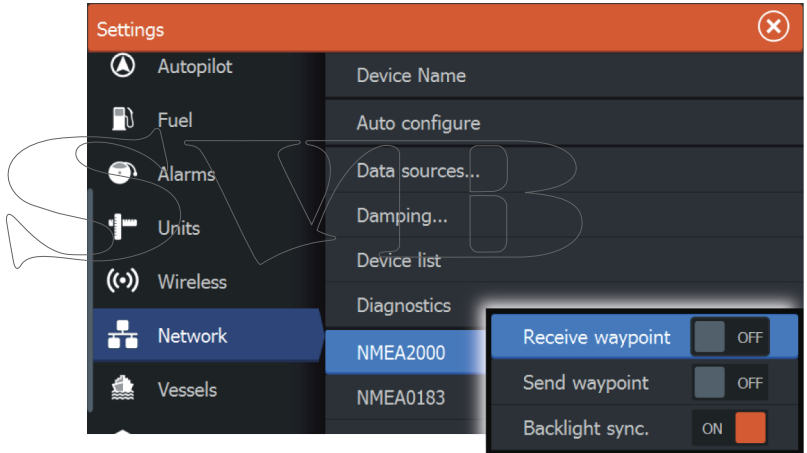 Settings
Autopilot
Fuel
Alarms
Units
Wireless
Network
Vessels
Device Name
Auto configure
Data sources...
Damping...
Device list
Diagnostics
NMEA2000
NMEA0183
Receive waypoint OFF
Send waypoint OFF
Backlight sync. ON
SVB